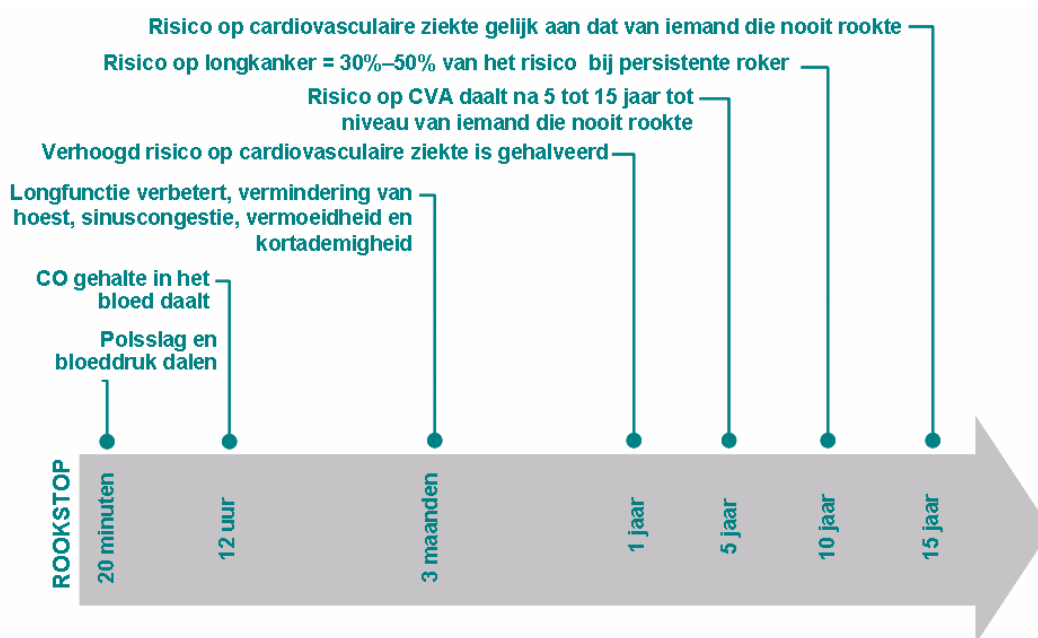 Risico op cardiovasculaire ziekte gelijk aan dat van iemand die nooit rookte
Risico op longkanker = 30%–50% van het risico bij persistente roker
Risico op CVA daalt na 5 tot 15 jaar tot
niveau van iemand die nooit rookte
Verhoogd risico op cardiovasculaire ziekte is gehalveerd
Longfunctie verbetert, vermindering van
hoest, sinuscongestie, vermoeidheid en
kortademigheid
CO gehalte in het
bloed daalt
Polsslag en
bloeddruk dalen
ROOKSTOP
20 minuten
12 uur
3 maanden
1 jaar
5 jaar
10 jaar
15 jaar